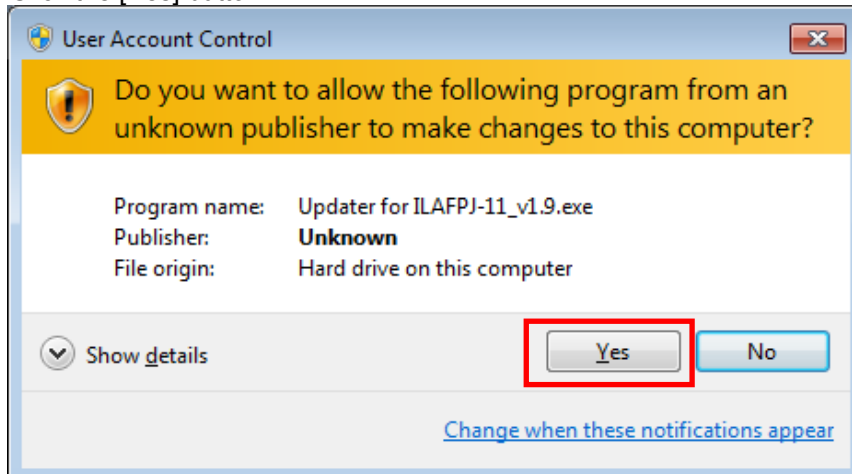 User Account Control
Do you want to allow the following program from an
unknown publisher to make changes to this computer?
Program name: Updater for ILAFPJ-11_v1.9.exe
Publisher: Unknown
File origin: Hard drive on this computer
Show details
Yes
No
Change when these notifications appear